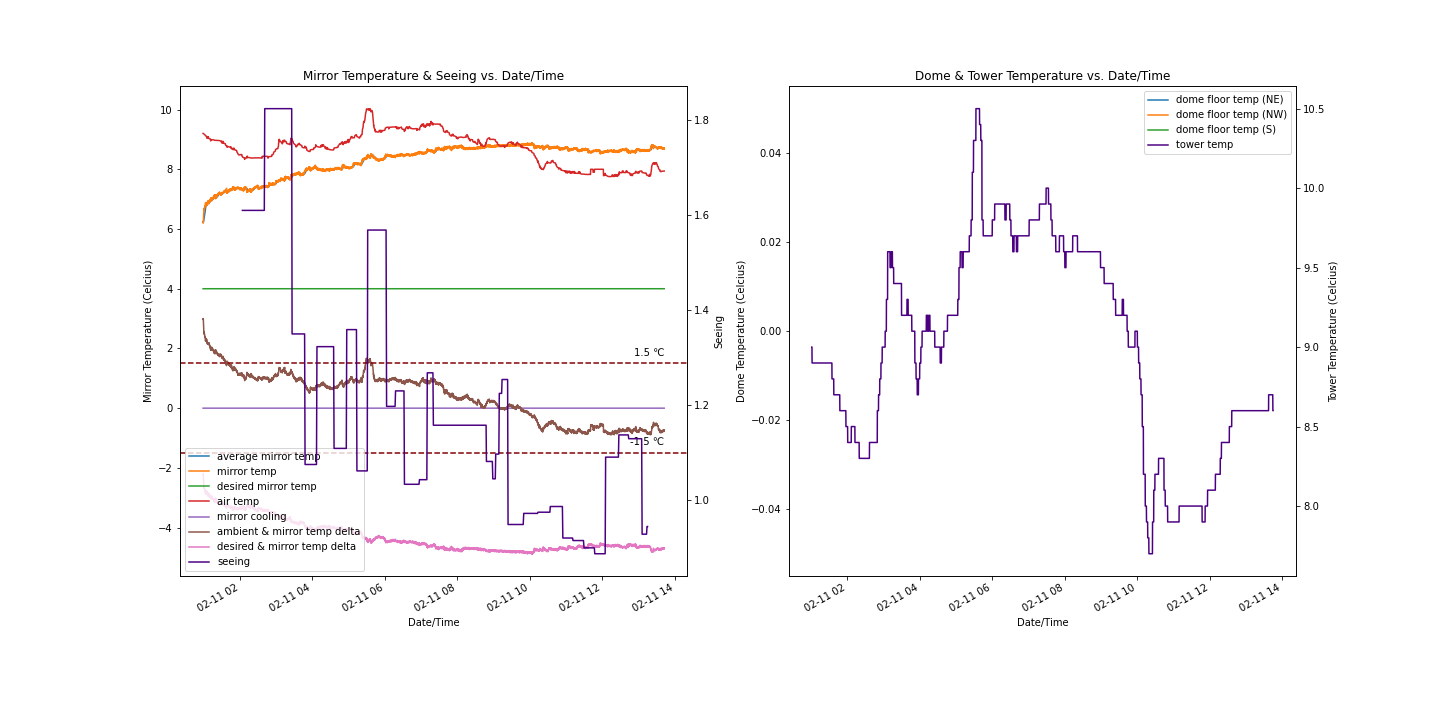 Mirror Temperature & Seeing vs. Date/Time
Mirror Temperature (Celcius)
10
8
6
4
2
0
−2
−4
1.8
1.6
1.4
1.2
1.0
Seeing
1.5 °C
-1.5 °C
average mirror temp
mirror temp
desired mirror temp
air temp
mirror cooling
ambient & mirror temp delta
desired & mirror temp delta
seeing
02-11 02
02-11 04
02-11 06
02-11 08
02-11 10
02-11 12
02-11 14
Date/Time
Dome & Tower Temperature vs. Date/Time
Dome Temperature (Celcius)
0.04
0.02
0.00
−0.02
−0.04
dome floor temp (NE)
dome floor temp (NW)
dome floor temp (S)
tower temp
10.5
10.0
9.5
9.0
8.5
8.0
Tower Temperature (Celcius)
02-11 02
02-11 04
02-11 06
02-11 08
02-11 10
02-11 12
02-11 14
Date/Time